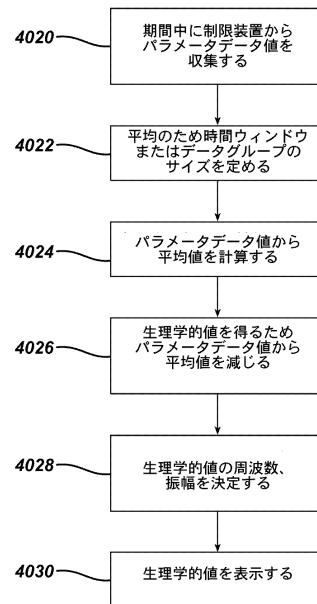 4020
期間中に制限装置から
パラメータデータ値を
収集する
4022
平均のため時間ウィンドウ
またはデータグループの
サイズを定める
4024
パラメータデータ値から
平均値を計算する
4026
生理学的値を得るため
パラメータデータ値から
平均値を減じる
4028
生理学的値の周波数、
振幅を決定する
4030
生理学的値を表示する